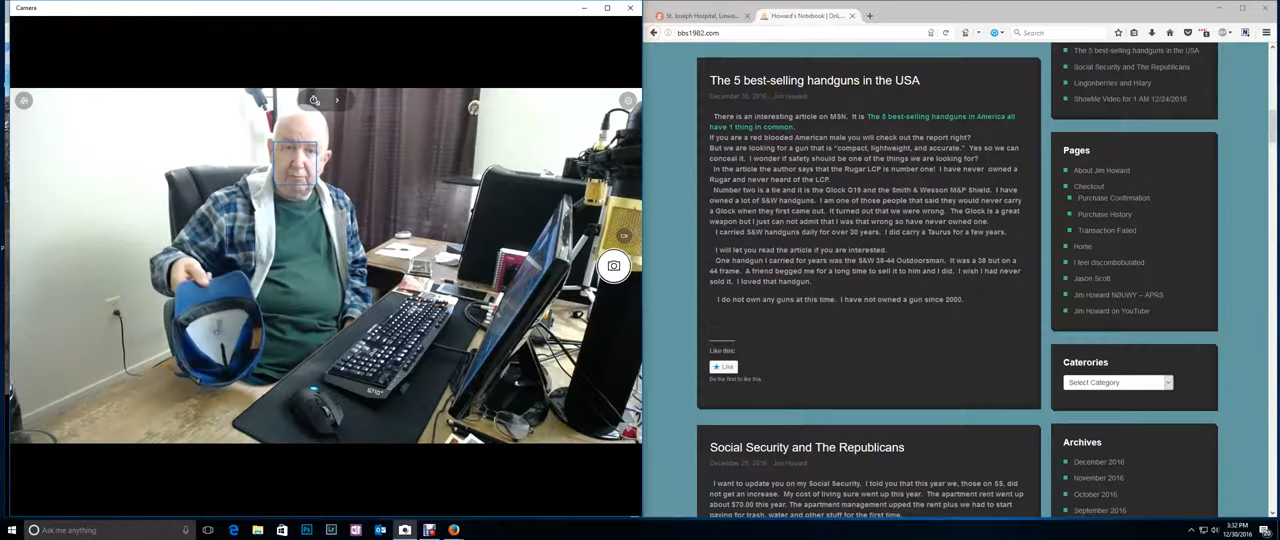 Camera
St. Joseph Hospital, Linwo...
Howard's Notebook | OnL...
bbs1982.com
Search
The 5 best-selling handguns in the USA
December 30, 2016 Jim Howard
There is an interesting article on MSN. It is The 5 best-selling handguns in America all
have 1 thing in common.
If you are a red blooded American male you will check out the report right?
But we are looking for a gun that is “compact, lightweight, and accurate.” Yes so we can
conceal it. I wonder if safety should be one of the things we are looking for?
In the article the author says that the Rugar LCP is number one! I have never owned a
Rugar and never heard of the LCP.
Number two is a tie and it is the Glock G19 and the Smith & Wesson M&P Shield. I have
owned a lot of S&W handguns. I am one of those people that said they would never carry
a Glock when they first came out. It turned out that we were wrong. The Glock is a great
weapon but I just can not admit that I was that wrong so have never owned one.
I carried S&W handguns daily for over 30 years. I did carry a Taurus for a few years.
I will let you read the article if you are interested.
One handgun I carried for years was the S&W 38-44 Outdoorsman. It was a 38 but on a
44 frame. A friend begged me for a long time to sell it to him and I did. I wish I had never
sold it. I loved that handgun.
I do not own any guns at this time. I have not owned a gun since 2000.
Like this:
Like
Be the first to like this
Social Security and The Republicans
December 29, 2016 Jim Howard
I want to update you on my Social Security. I told you that this year we, those on SS, did
not get an increase. My cost of living sure went up this year. The apartment rent went up
about $70.00 this year. The apartment management upped the rent plus we had to start
paying for trash, water and other stuff for the first time.
The 5 best-selling handguns in the USA
Social Security and The Republicans
Lingonberries and Hilary
ShowMe Video for 1 AM 12/24/2016
Pages
About Jim Howard
Checkout
Purchase Confirmation
Purchase History
Transaction Failed
Home
I feel discombobulated
Jason Scott
Jim Howard NØUWY – APRS
Jim Howard on YouTube
Caterories
Select Category
Archives
December 2016
November 2016
October 2016
September 2016
Ask me anything
3:32 PM
12/30/2016